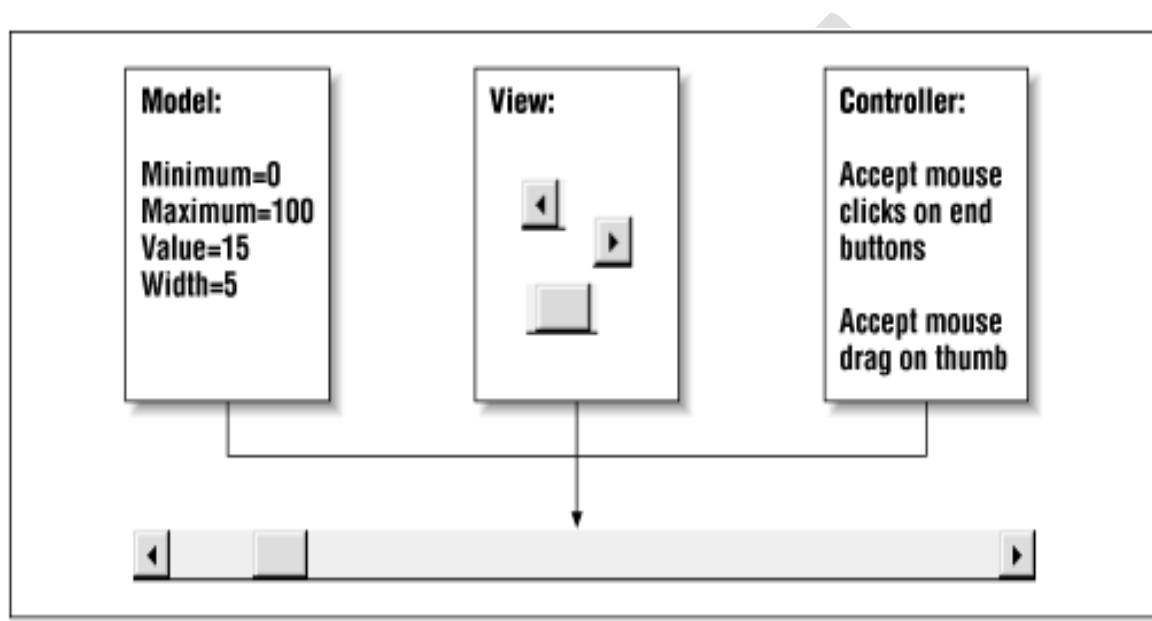 Model:
Minimum=0
Maximum=100
Value=15
Width=5
View:
Controller:
Accept mouse
clicks on end
buttons
Accept mouse
drag on thumb